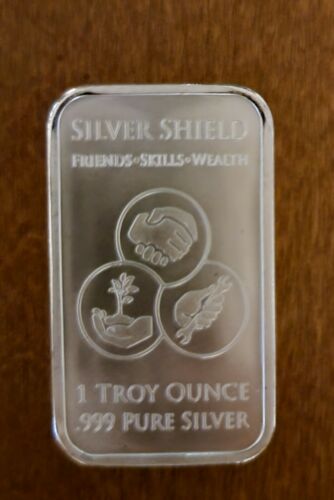 SILVER SHIELD
FRIENDS•SKILLS•WEALTH
1 TROY OUNCE
.999 PURE SILVER